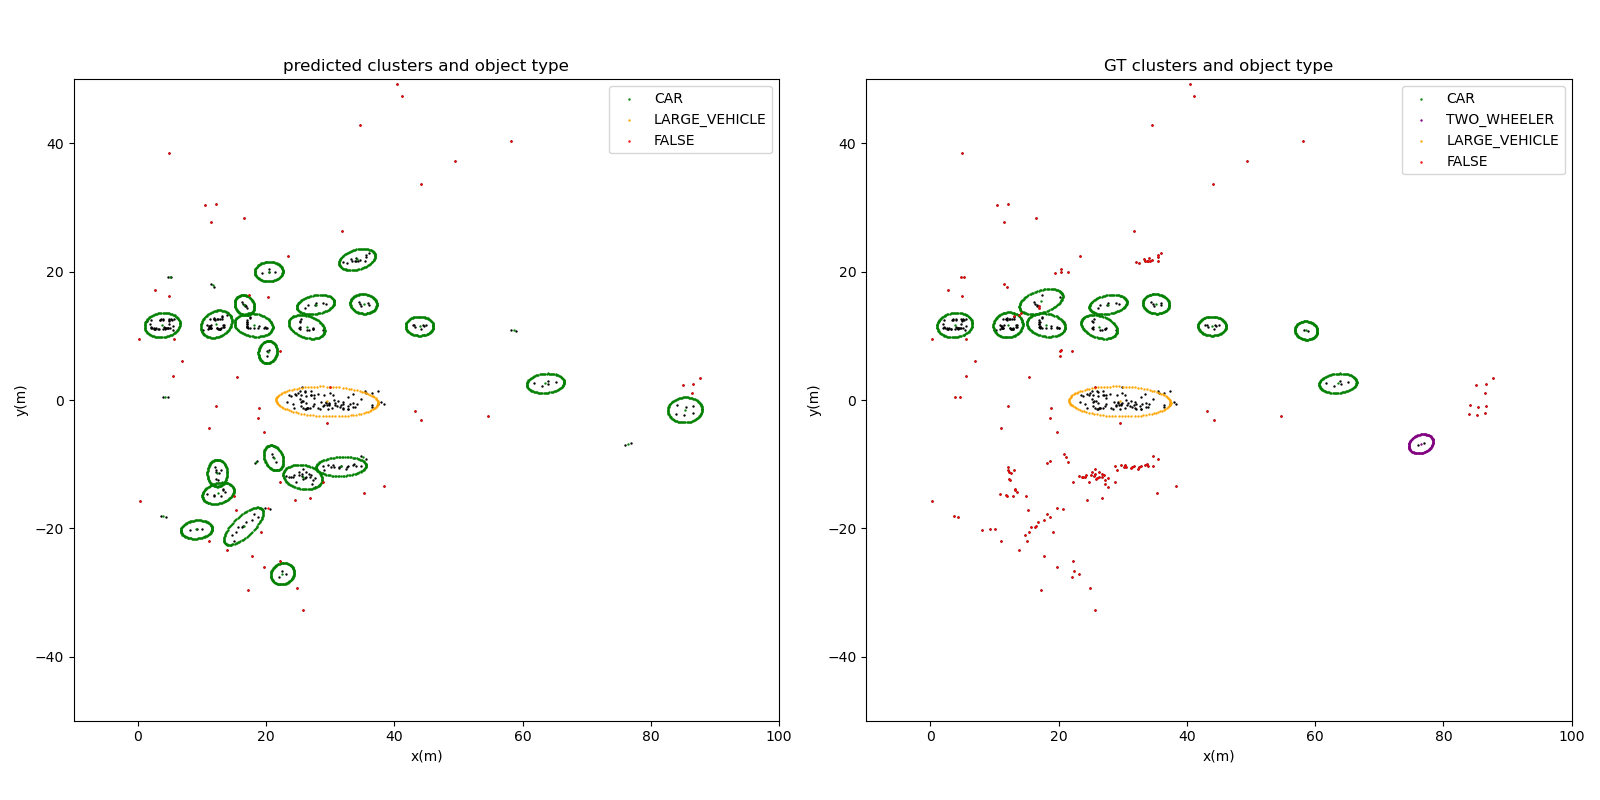 predicted clusters and object type
CAR
LARGE_VEHICLE
FALSE
40
20
0
−20
−40
y(m)
0
20
40
60
80
100
x(m)
GT clusters and object type
CAR
TWO_WHEELER
LARGE_VEHICLE
FALSE
40
20
0
−20
−40
y(m)
0
20
40
60
80
100
x(m)